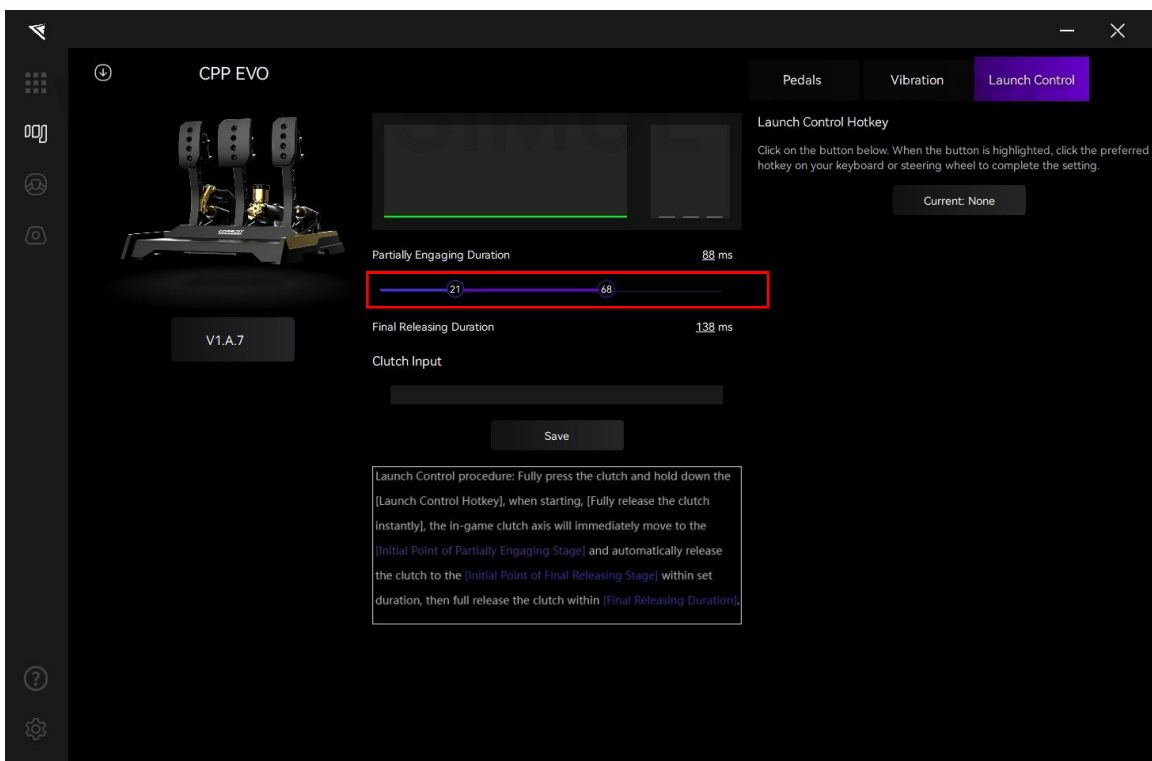 CPP EVO
Pedals
Vibration
Launch Control
SIMUL
Launch Control Hotkey
Click on the button below. When the button is highlighted, click the preferred
hotkey on your keyboard or steering wheel to complete the setting.
Current: None
Partially Engaging Duration
88 ms
21
68
Final Releasing Duration
138 ms
V1.A.7
Clutch Input
Save
Launch Control procedure: Fully press the clutch and hold down the
[Launch Control Hotkey], when starting, [Fully release the clutch
instantly], the in-game clutch axis will immediately move to the
[Initial Point of Partially Engaging Stage] and automatically release
the clutch to the [Initial Point of Final Releasing Stage] within set
duration, then full release the clutch within [Final Releasing Duration].